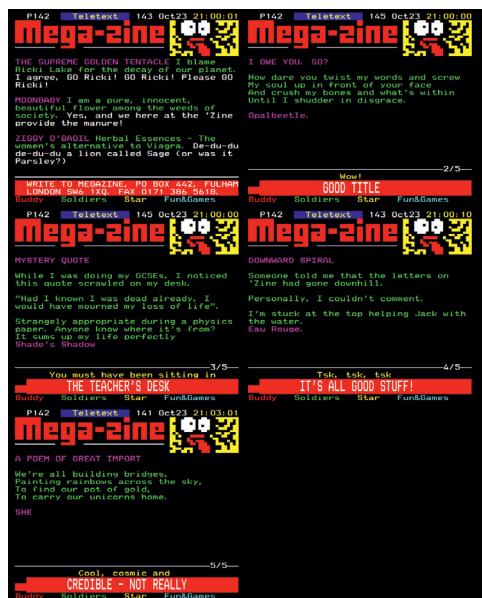 P142 Teletext 143 Oct23 21:00:01
Mega-zine
THE SUPREME GOLDEN TENTACLE I blame
Ricki Lake for the decay of our planet.
I agree, GO Ricki! GO Ricki! Please GO
Ricki!
MOONBABY I am a pure, innocent,
beautiful flower among the weeds of
society. Yes, and we here at the 'Zine
provide the manure!
ZIGGY O'BADIL Herbal Essences - The
women's alternative to Viagra. De-du-du
de-du-du a lion called Sage (or was it
Parsley?)
WRITE TO MEGAZINE, PO BOX 442, FULHAM
LONDON SW6 1XQ. FAX 0171 386 5618.
Buddy Soldiers Star Fun&Games
P142 Teletext 145 Oct23 21:00:00
Mega-zine
I OWE YOU. SO?
How dare you twist my words and screw
My soul up in front of your face
And crush my bones and what's within
Until I shudder in disgrace.
Opalbeetle.
2/5
Wow!
GOOD TITLE
Buddy Soldiers Star Fun&Games
P142 Teletext 145 Oct23 21:00:00
Mega-zine
MYSTERY QUOTE
While I was doing my GCSEs, I noticed
this quote scrawled on my desk.
"Had I known I was dead already, I
would have mourned my loss of life".
Strangely appropriate during a physics
paper. Anyone know where it's from?
It sums up my life perfectly
Shade's Shadow
3/5
You must have been sitting in
THE TEACHER'S DESK
Buddy Soldiers Star Fun&Games
P142 Teletext 143 Oct23 21:00:10
Mega-zine
DOWNWARD SPIRAL
Someone told me that the letters on
'Zine had gone downhill.
Personally, I couldn't comment.
I'm stuck at the top helping Jack with
the water.
Eau Rouge.
4/5
Tsk, tsk, tsk
IT'S ALL GOOD STUFF!
Buddy Soldiers Star Fun&Games
P142 Teletext 141 Oct23 21:03:01
Mega-zine
A POEM OF GREAT IMPORT
We're all building bridges,
Painting rainbows across the sky,
To find our pot of gold,
To carry our unicorns home.
SHE
5/5
Cool, cosmic and
CREDIBLE - NOT REALLY
Buddy Soldiers Star Fun&Games